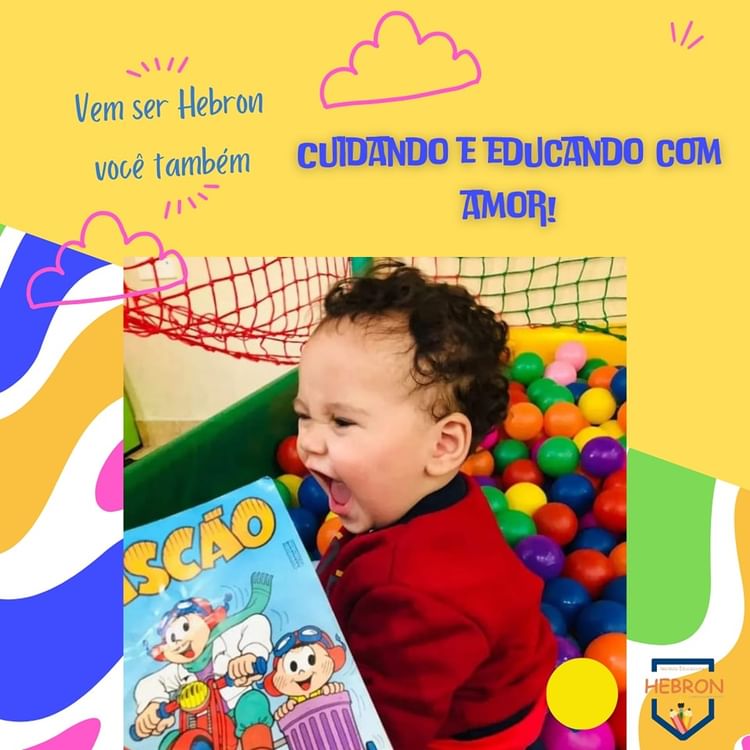 Vem ser Hebron
você também
CUIDANDO E EDUCANDO COM
AMOR!
ASCÃO
HEBRON